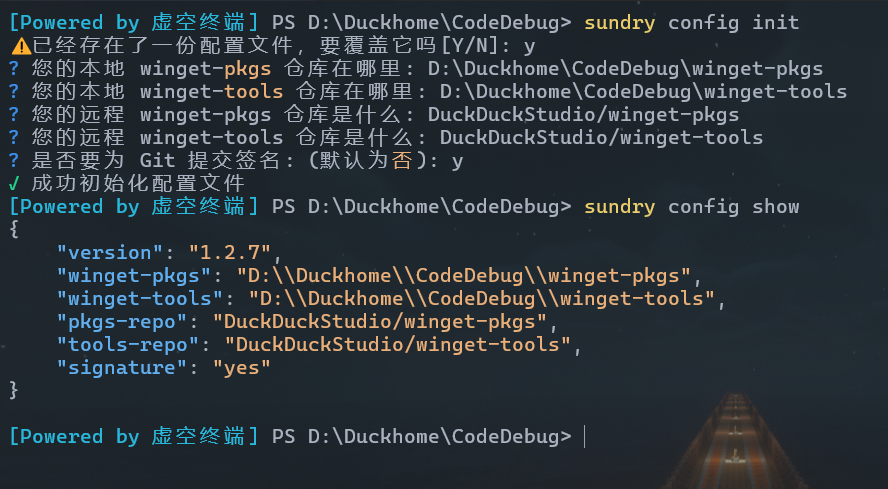 [Powered by 虚空终端] PS D:\Duckhome\CodeDebug> sundry config init
⚠️已经存在了一份配置文件，要覆盖它吗[Y/N]: y
? 您的本地 winget-pkgs 仓库在哪里: D:\Duckhome\CodeDebug\winget-pkgs
? 您的本地 winget-tools 仓库在哪里: D:\Duckhome\CodeDebug\winget-tools
? 您的远程 winget-pkgs 仓库是什么: DuckDuckStudio/winget-pkgs
? 您的远程 winget-tools 仓库是什么: DuckDuckStudio/winget-tools
? 是否要为 Git 提交签名: (默认为否): y
✓ 成功初始化配置文件
[Powered by 虚空终端] PS D:\Duckhome\CodeDebug> sundry config show
{
    "version": "1.2.7",
    "winget-pkgs": "D:\\Duckhome\\CodeDebug\\winget-pkgs",
    "winget-tools": "D:\\Duckhome\\CodeDebug\\winget-tools",
    "pkgs-repo": "DuckDuckStudio/winget-pkgs",
    "tools-repo": "DuckDuckStudio/winget-tools",
    "signature": "yes"
}
[Powered by 虚空终端] PS D:\Duckhome\CodeDebug>